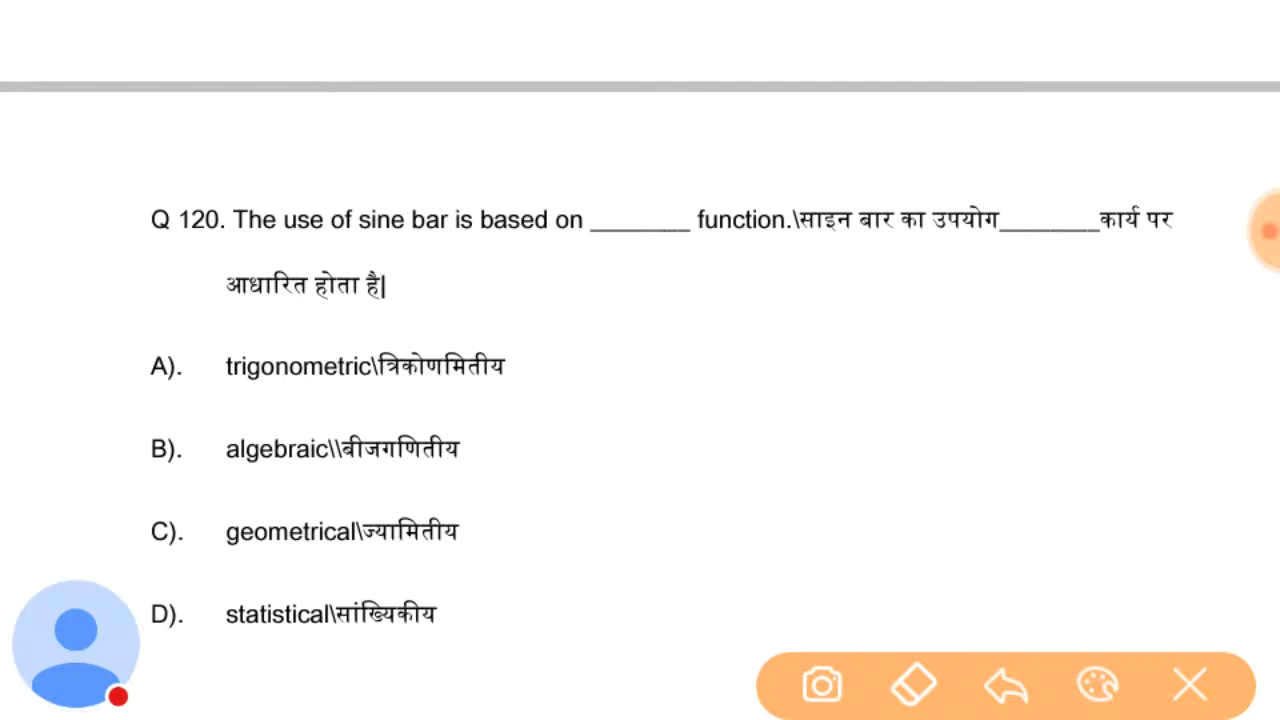 Q 120. The use of sine bar is based on ________ function.\साइन बार का उपयोग________कार्य पर
आधारित होता है|
A). trigonometric\त्रिकोणमितीय
B). algebraic\\बीजगणितीय
C). geometrical\ज्यामितीय
D). statistical\सांख्यिकीय